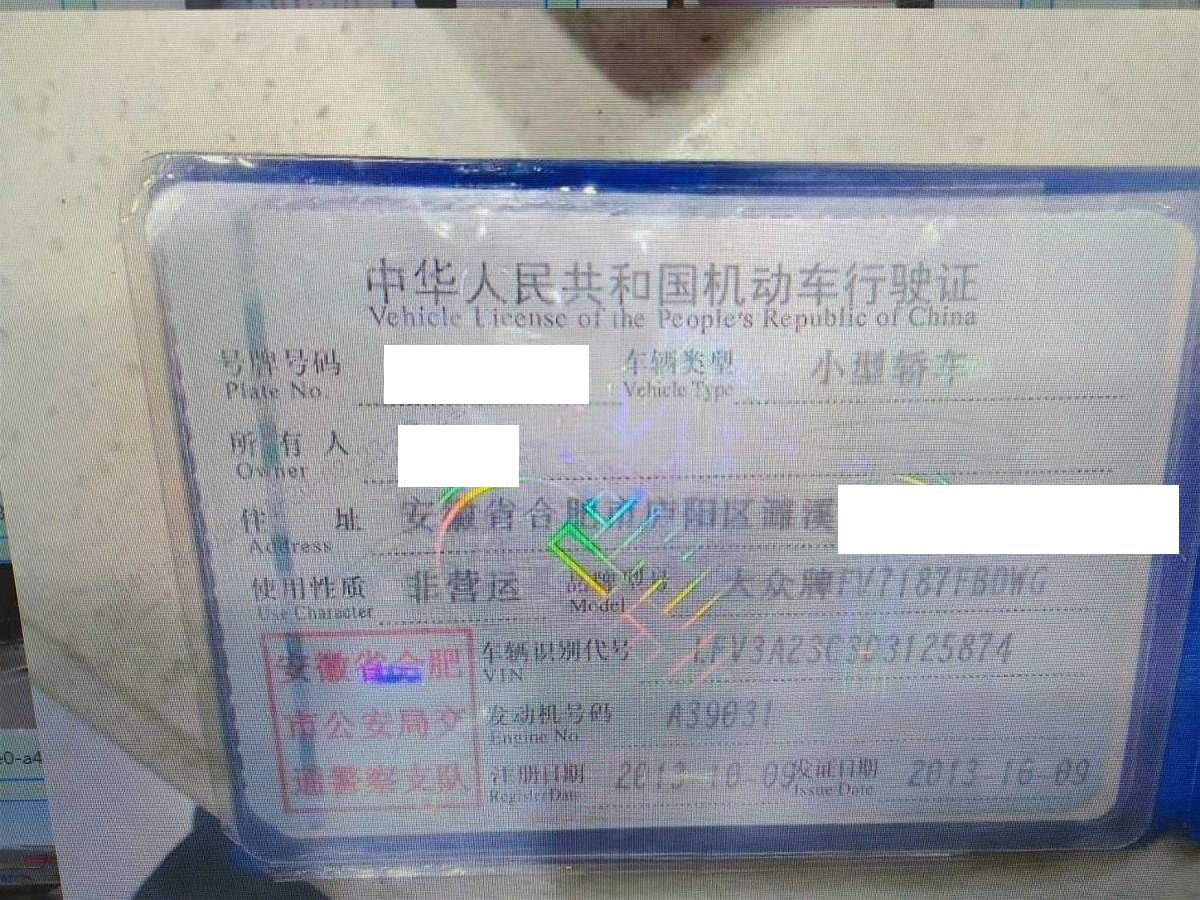 中华人民共和国机动车行驶证
Vehicle License of the People's Republic of China
号牌号码 车辆类型 小型轿车
Plate No. Vehicle Type
所有人
Owner
住址 安徽省合肥市庐阳区濉溪
Address
使用性质 非营运 品牌型号 大众牌FV7187FBDWG
Use Character Model
安徽省合肥
市公安局交
通警察支队
车辆识别代号 LFV3A23C3D3125874
VIN
发动机号码 A39031
Engine No.
注册日期 2013-10-09 发证日期 2013-10-09
Register Date Issue Date
e0-a4